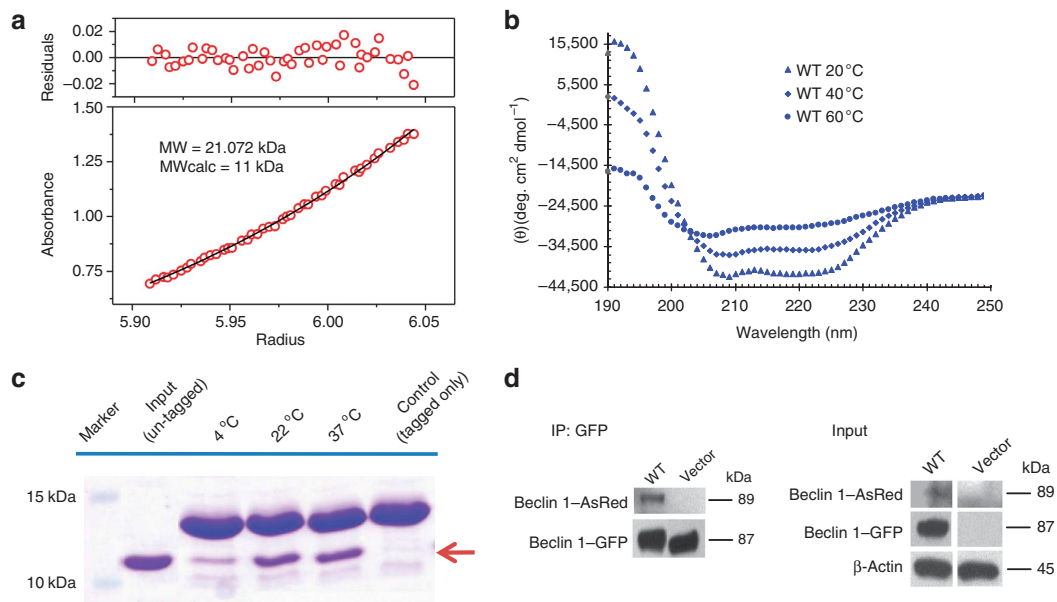 a
Residuals
0.02
0.00
−0.02
Absorbance
1.50
1.25
1.00
0.75
MW = 21.072 kDa
MWcalc = 11 kDa
5.90 5.95 6.00 6.05
Radius
b
(θ)(deg. cm² dmol⁻¹)
15,500
5,500
−4,500
−14,500
−24,500
−34,500
−44,500
WT 20°C
WT 40°C
WT 60°C
190 200 210 220 230 240 250
Wavelength (nm)
c
Marker
Input
(un-tagged)
4 °C
22 °C
37 °C
Control
(tagged only)
15 kDa
10 kDa
d
IP: GFP
WT Vector kDa
Beclin 1–AsRed 89
Beclin 1–GFP 87
Input
WT Vector kDa
Beclin 1–AsRed 89
Beclin 1–GFP 87
β-Actin 45